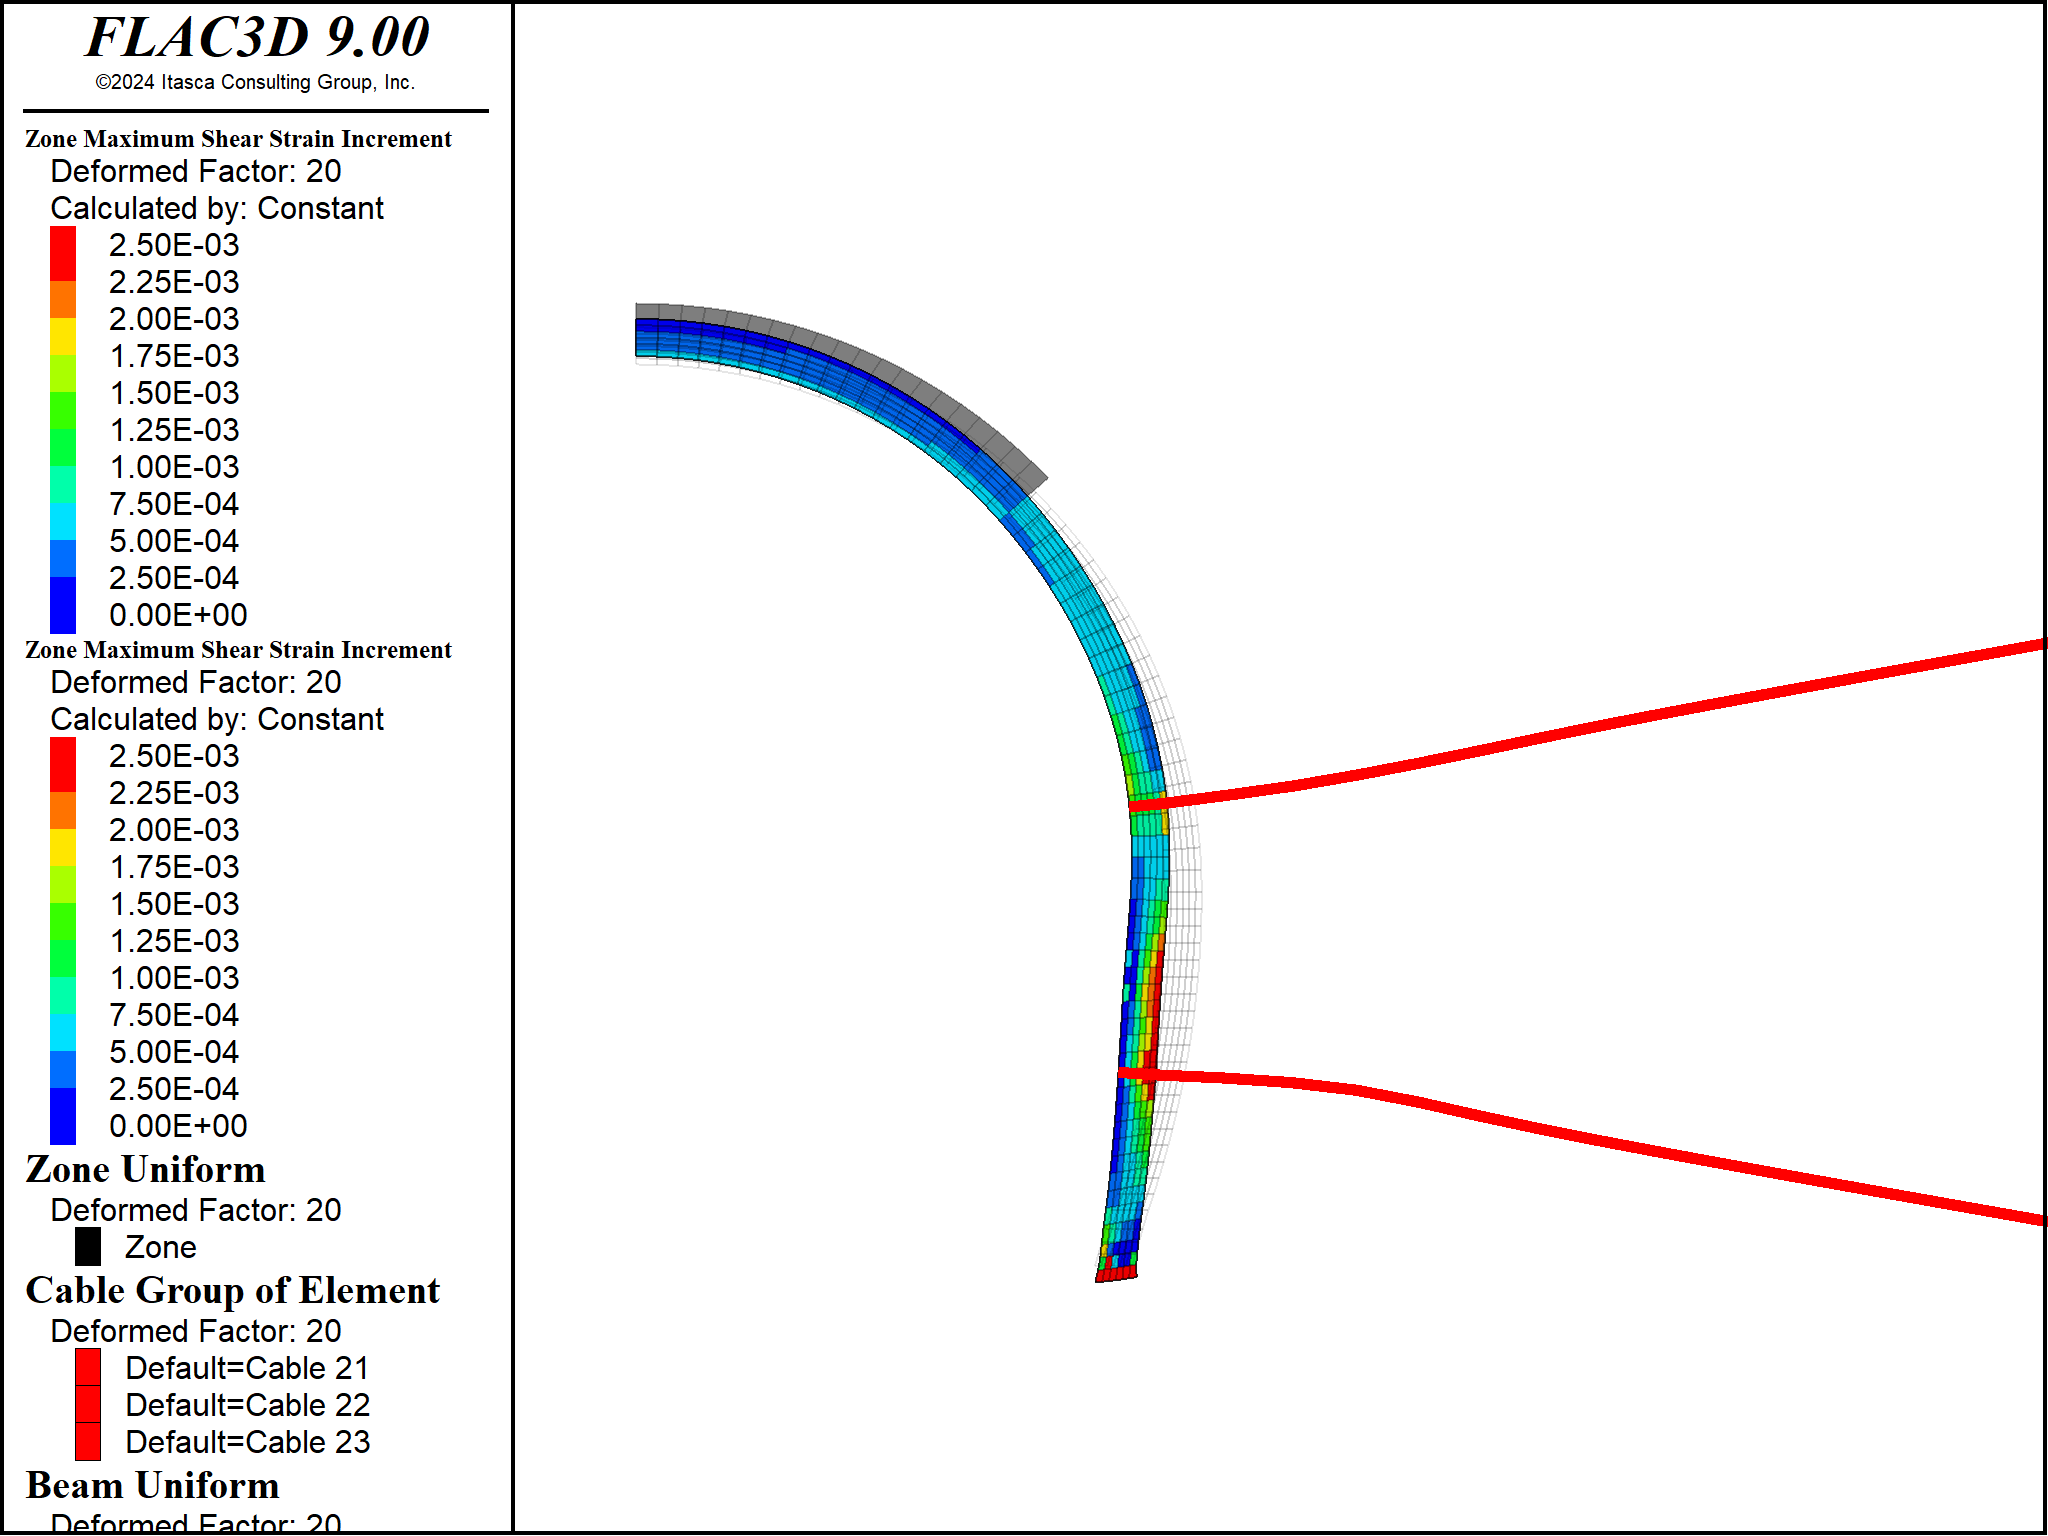 FLAC3D 9.00
©2024 Itasca Consulting Group, Inc.
Zone Maximum Shear Strain Increment
Deformed Factor: 20
Calculated by: Constant
2.50E-03
2.25E-03
2.00E-03
1.75E-03
1.50E-03
1.25E-03
1.00E-03
7.50E-04
5.00E-04
2.50E-04
0.00E+00
Zone Maximum Shear Strain Increment
Deformed Factor: 20
Calculated by: Constant
2.50E-03
2.25E-03
2.00E-03
1.75E-03
1.50E-03
1.25E-03
1.00E-03
7.50E-04
5.00E-04
2.50E-04
0.00E+00
Zone Uniform
Deformed Factor: 20
Zone
Cable Group of Element
Deformed Factor: 20
Default=Cable 21
Default=Cable 22
Default=Cable 23
Beam Uniform
Deformed Factor: 20